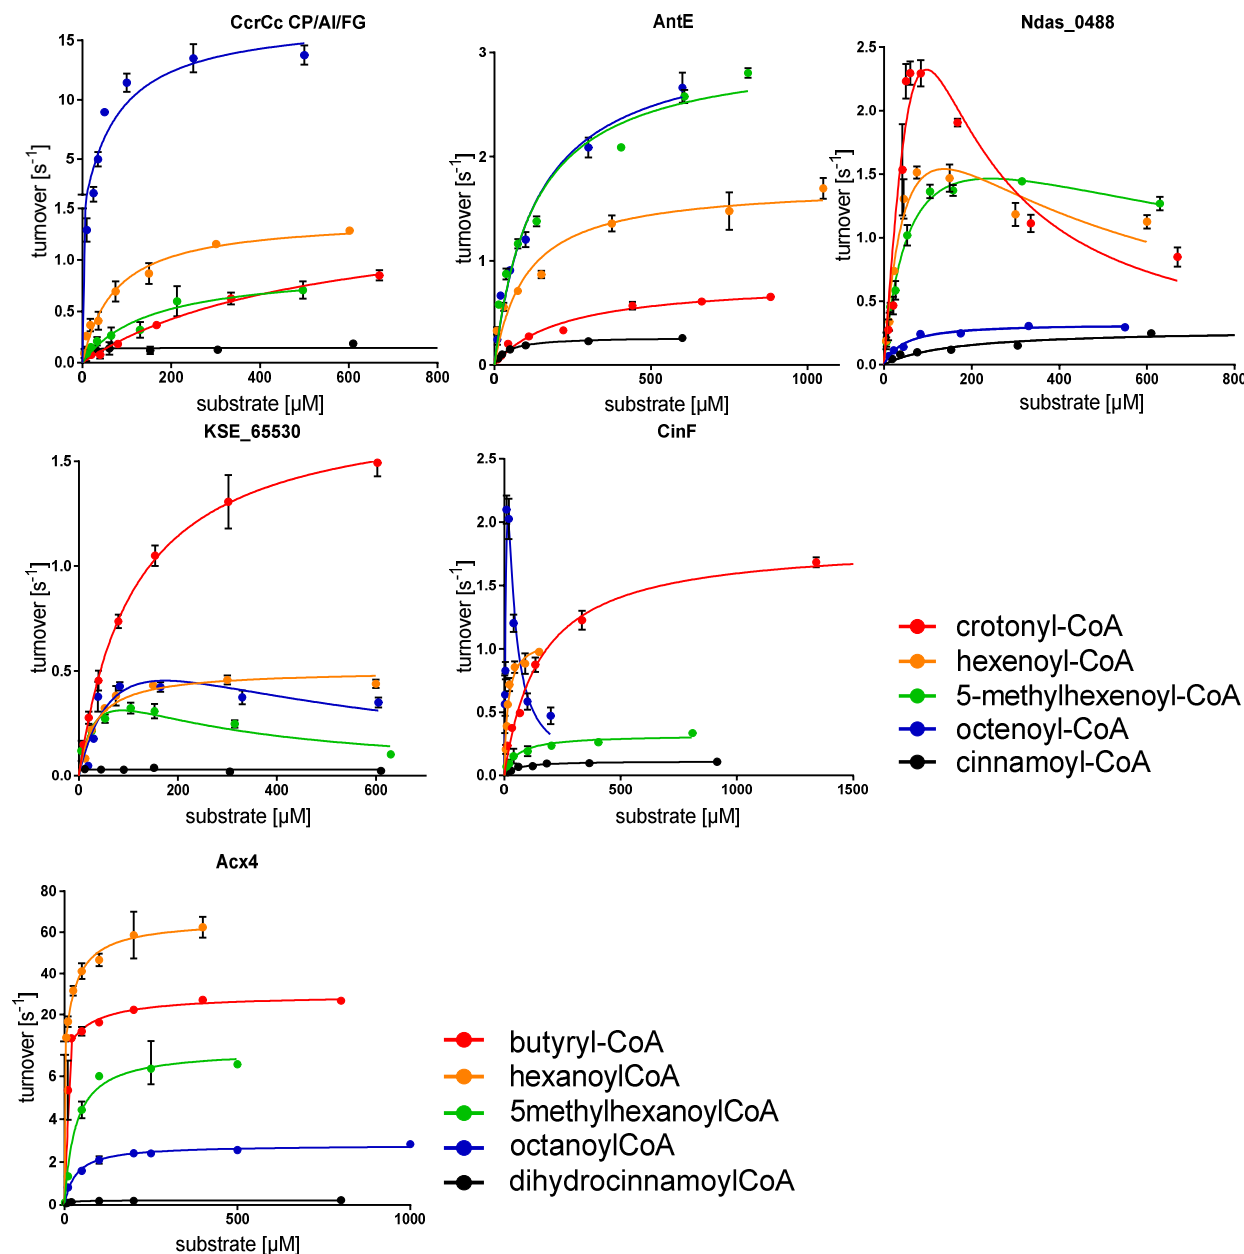 CcrCc CP/AI/FG
15
10
5
1.5
1.0
0.5
0.0
0
200
400
600
800
turnover [s-1]
substrate [µM]
AntE
3
2
1
0
0
500
1000
turnover [s-1]
substrate [µM]
Ndas_0488
2.5
2.0
1.5
1.0
0.5
0.0
0
200
400
600
800
turnover [s-1]
substrate [µM]
KSE_65530
1.5
1.0
0.5
0.0
0
200
400
600
turnover [s-1]
substrate [µM]
CinF
2.5
2.0
1.5
1.0
0.5
0.0
0
500
1000
1500
turnover [s-1]
substrate [µM]
crotonyl-CoA
hexenoyl-CoA
5-methylhexenoyl-CoA
octenoyl-CoA
cinnamoyl-CoA
Acx4
80
60
40
20
6
4
2
0
0
500
1000
turnover [s-1]
substrate [µM]
butyryl-CoA
hexanoylCoA
5methylhexanoylCoA
octanoylCoA
dihydrocinnamoylCoA